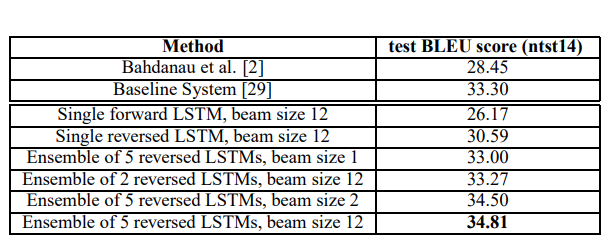 Method test BLEU score (ntst14)
Bahdanau et al. [2] 28.45
Baseline System [29] 33.30
Single forward LSTM, beam size 12 26.17
Single reversed LSTM, beam size 12 30.59
Ensemble of 5 reversed LSTMs, beam size 1 33.00
Ensemble of 2 reversed LSTMs, beam size 12 33.27
Ensemble of 5 reversed LSTMs, beam size 2 34.50
Ensemble of 5 reversed LSTMs, beam size 12 34.81